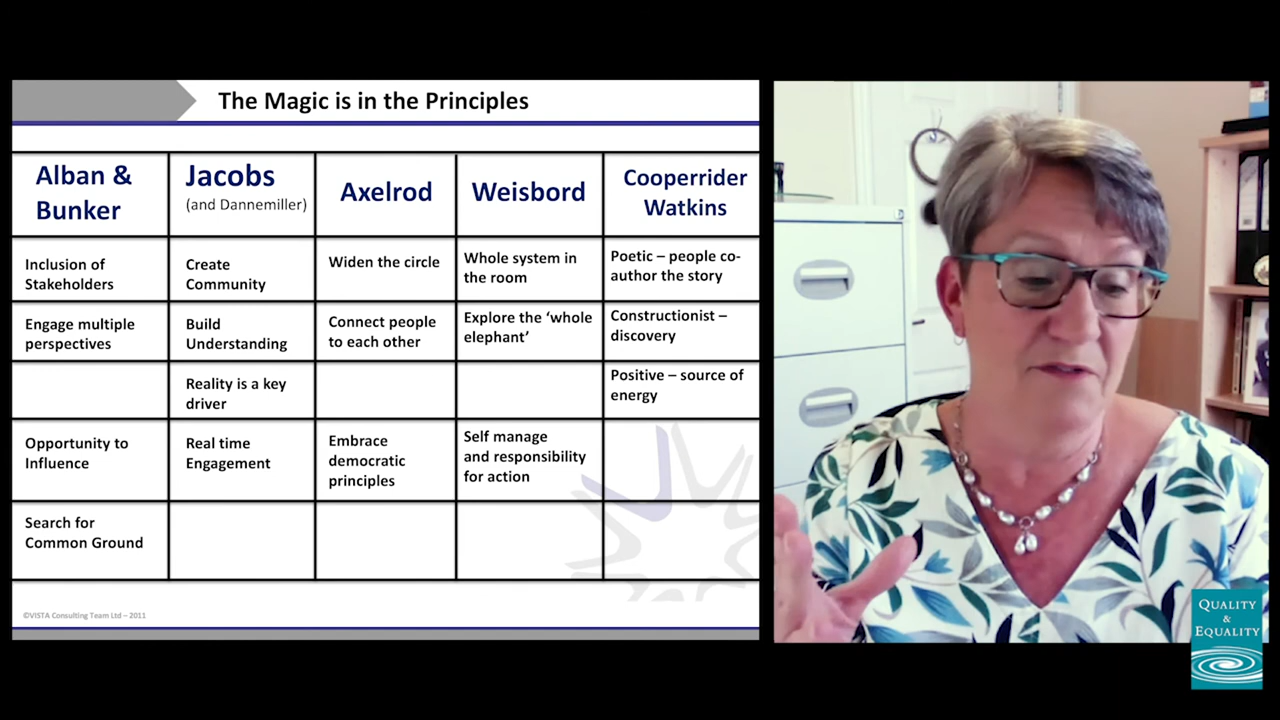 The Magic is in the Principles
Alban &
Bunker
Jacobs
(and Dannemiller)
Axelrod
Weisbord
Cooperrider
Watkins
Inclusion of
Stakeholders
Create
Community
Widen the circle
Whole system in
the room
Poetic – people co-
author the story
Engage multiple
perspectives
Build
Understanding
Connect people
to each other
Explore the ‘whole
elephant’
Constructionist –
discovery
Reality is a key
driver
Positive – source of
energy
Opportunity to
Influence
Real time
Engagement
Embrace
democratic
principles
Self manage
and responsibility
for action
Search for
Common Ground
©VISTA Consulting Team Ltd – 2011
QUALITY
&
EQUALITY